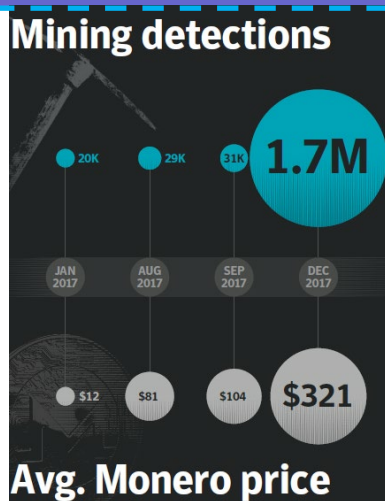 Mining detections
20K 29K 31K 1.7M
JAN AUG SEP DEC
2017 2017 2017 2017
$12 $81 $104 $321
Avg. Monero price